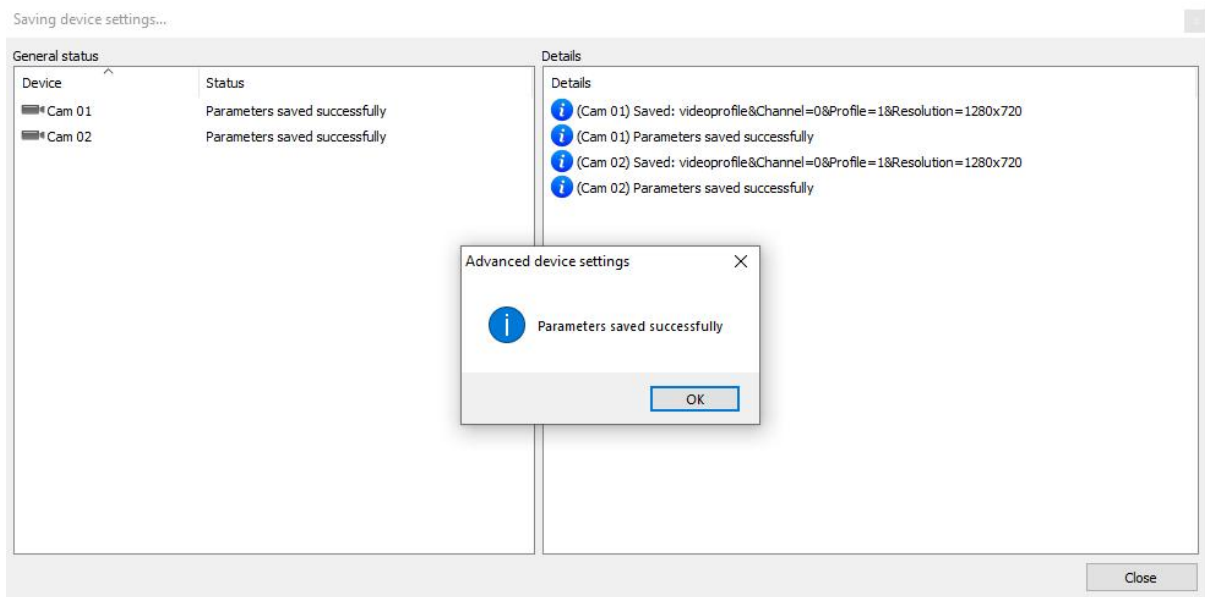 Saving device settings...
General status
Device Status
Cam 01 Parameters saved successfully
Cam 02 Parameters saved successfully
Details
Details
(Cam 01) Saved: videoprofile&Channel=0&Profile=1&Resolution=1280x720
(Cam 01) Parameters saved successfully
(Cam 02) Saved: videoprofile&Channel=0&Profile=1&Resolution=1280x720
(Cam 02) Parameters saved successfully
Advanced device settings
Parameters saved successfully
OK
Close